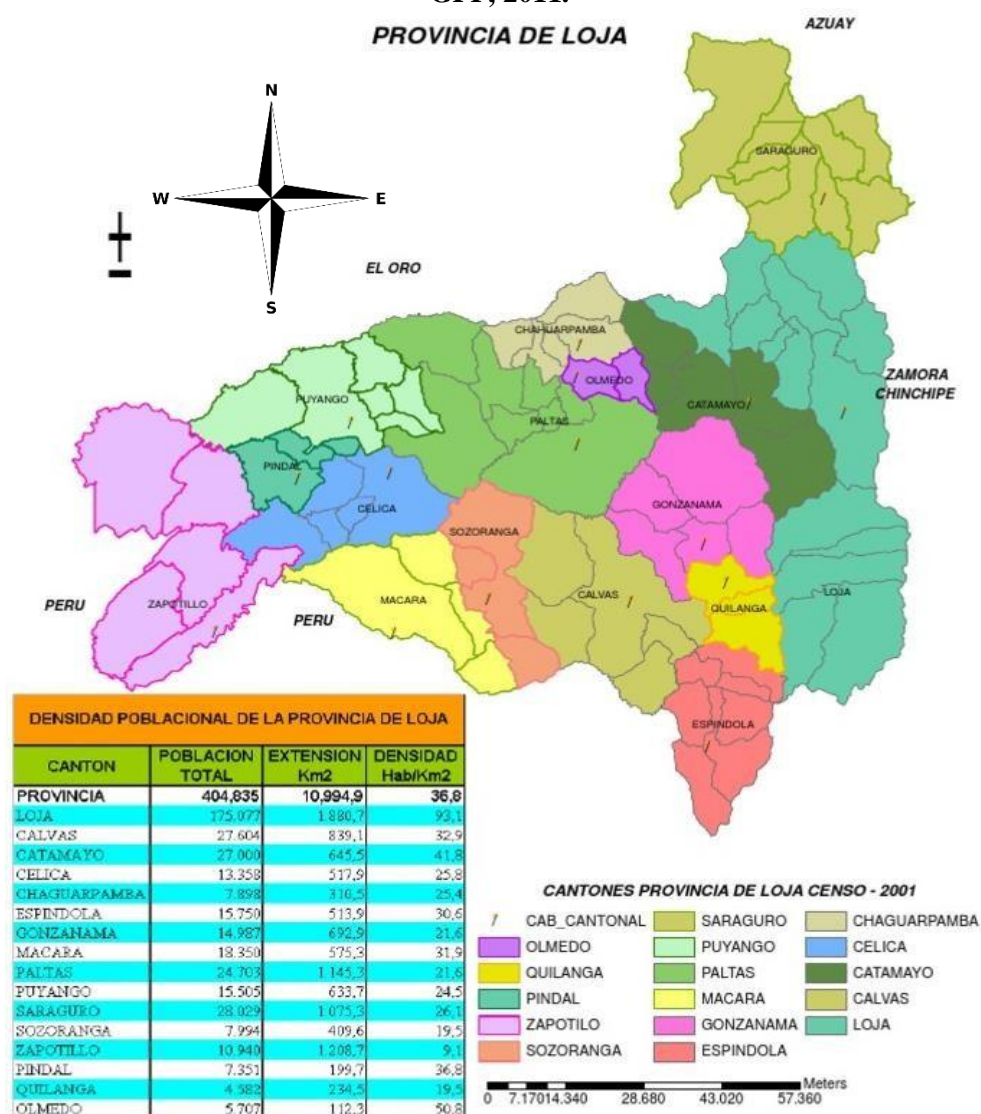 GPP, 2011.
PROVINCIA DE LOJA
AZUAY
N
W
E
S
EL ORO
SARAGURO
CHAHUARPAMBA
OLMEDO
ZAMORA
CHINCHIPE
PUYANGO
CATAMAYO
PALTAS
PINDAL
GONZANAMA
CELICA
SOZORANGA
PERU
ZAPOTILLO
PERU
MACARA
CALVAS
QUILANGA
LOJA
ESPINDOLA
DENSIDAD POBLACIONAL DE LA PROVINCIA DE LOJA
CANTON POBLACION TOTAL EXTENSION Km2 DENSIDAD Hab/Km2
PROVINCIA 404,835 10,994,9 36,8
LOJA 175.077 1.880,7 93,1
CALVAS 27.604 839,1 32,9
CATAMAYO 27.000 645,5 41,8
CELICA 13.358 517,9 25,8
CHAGUARPAMBA 7.898 310,5 25,4
ESPINDOLA 15.750 513,9 30,6
GONZANAMA 14.987 692,9 21,6
MACARA 18.350 575,3 31,9
PALTAS 24.703 1.145,3 21,6
PUYANGO 15.505 633,7 24,5
SARAGURO 28.029 1.075,3 26,1
SOZORANGA 7.994 409,6 19,5
ZAPOTILLO 10.940 1.208,7 9,1
PINDAL 7.351 199,7 36,8
QUILANGA 4.582 234,5 19,5
OLMEDO 5.707 112,3 50,8
CANTONES PROVINCIA DE LOJA CENSO - 2001
CAB_CANTONAL SARAGURO CHAGUARPAMBA
OLMEDO PUYANGO CELICA
QUILANGA PALTAS CATAMAYO
PINDAL MACARA CALVAS
ZAPOTILO GONZANAMA LOJA
SOZORANGA ESPINDOLA
Meters
0 7.17014.340 28.680 43.020 57.360